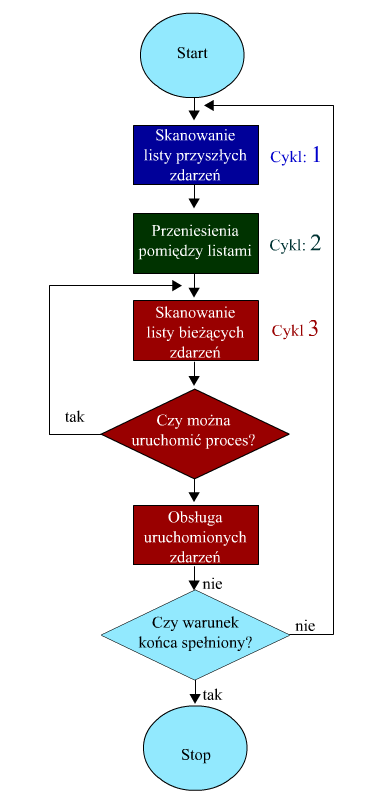 Start
Skanowanie
listy przyszłych
zdarzeń
Cykl: 1
Przeniesienia
pomiędzy listami
Cykl: 2
Skanowanie
listy bieżących
zdarzeń
Cykl 3
tak
Czy można
uruchomić proces?
Obsługa
uruchomionych
zdarzeń
nie
Czy warunek
końca spełniony?
nie
tak
Stop